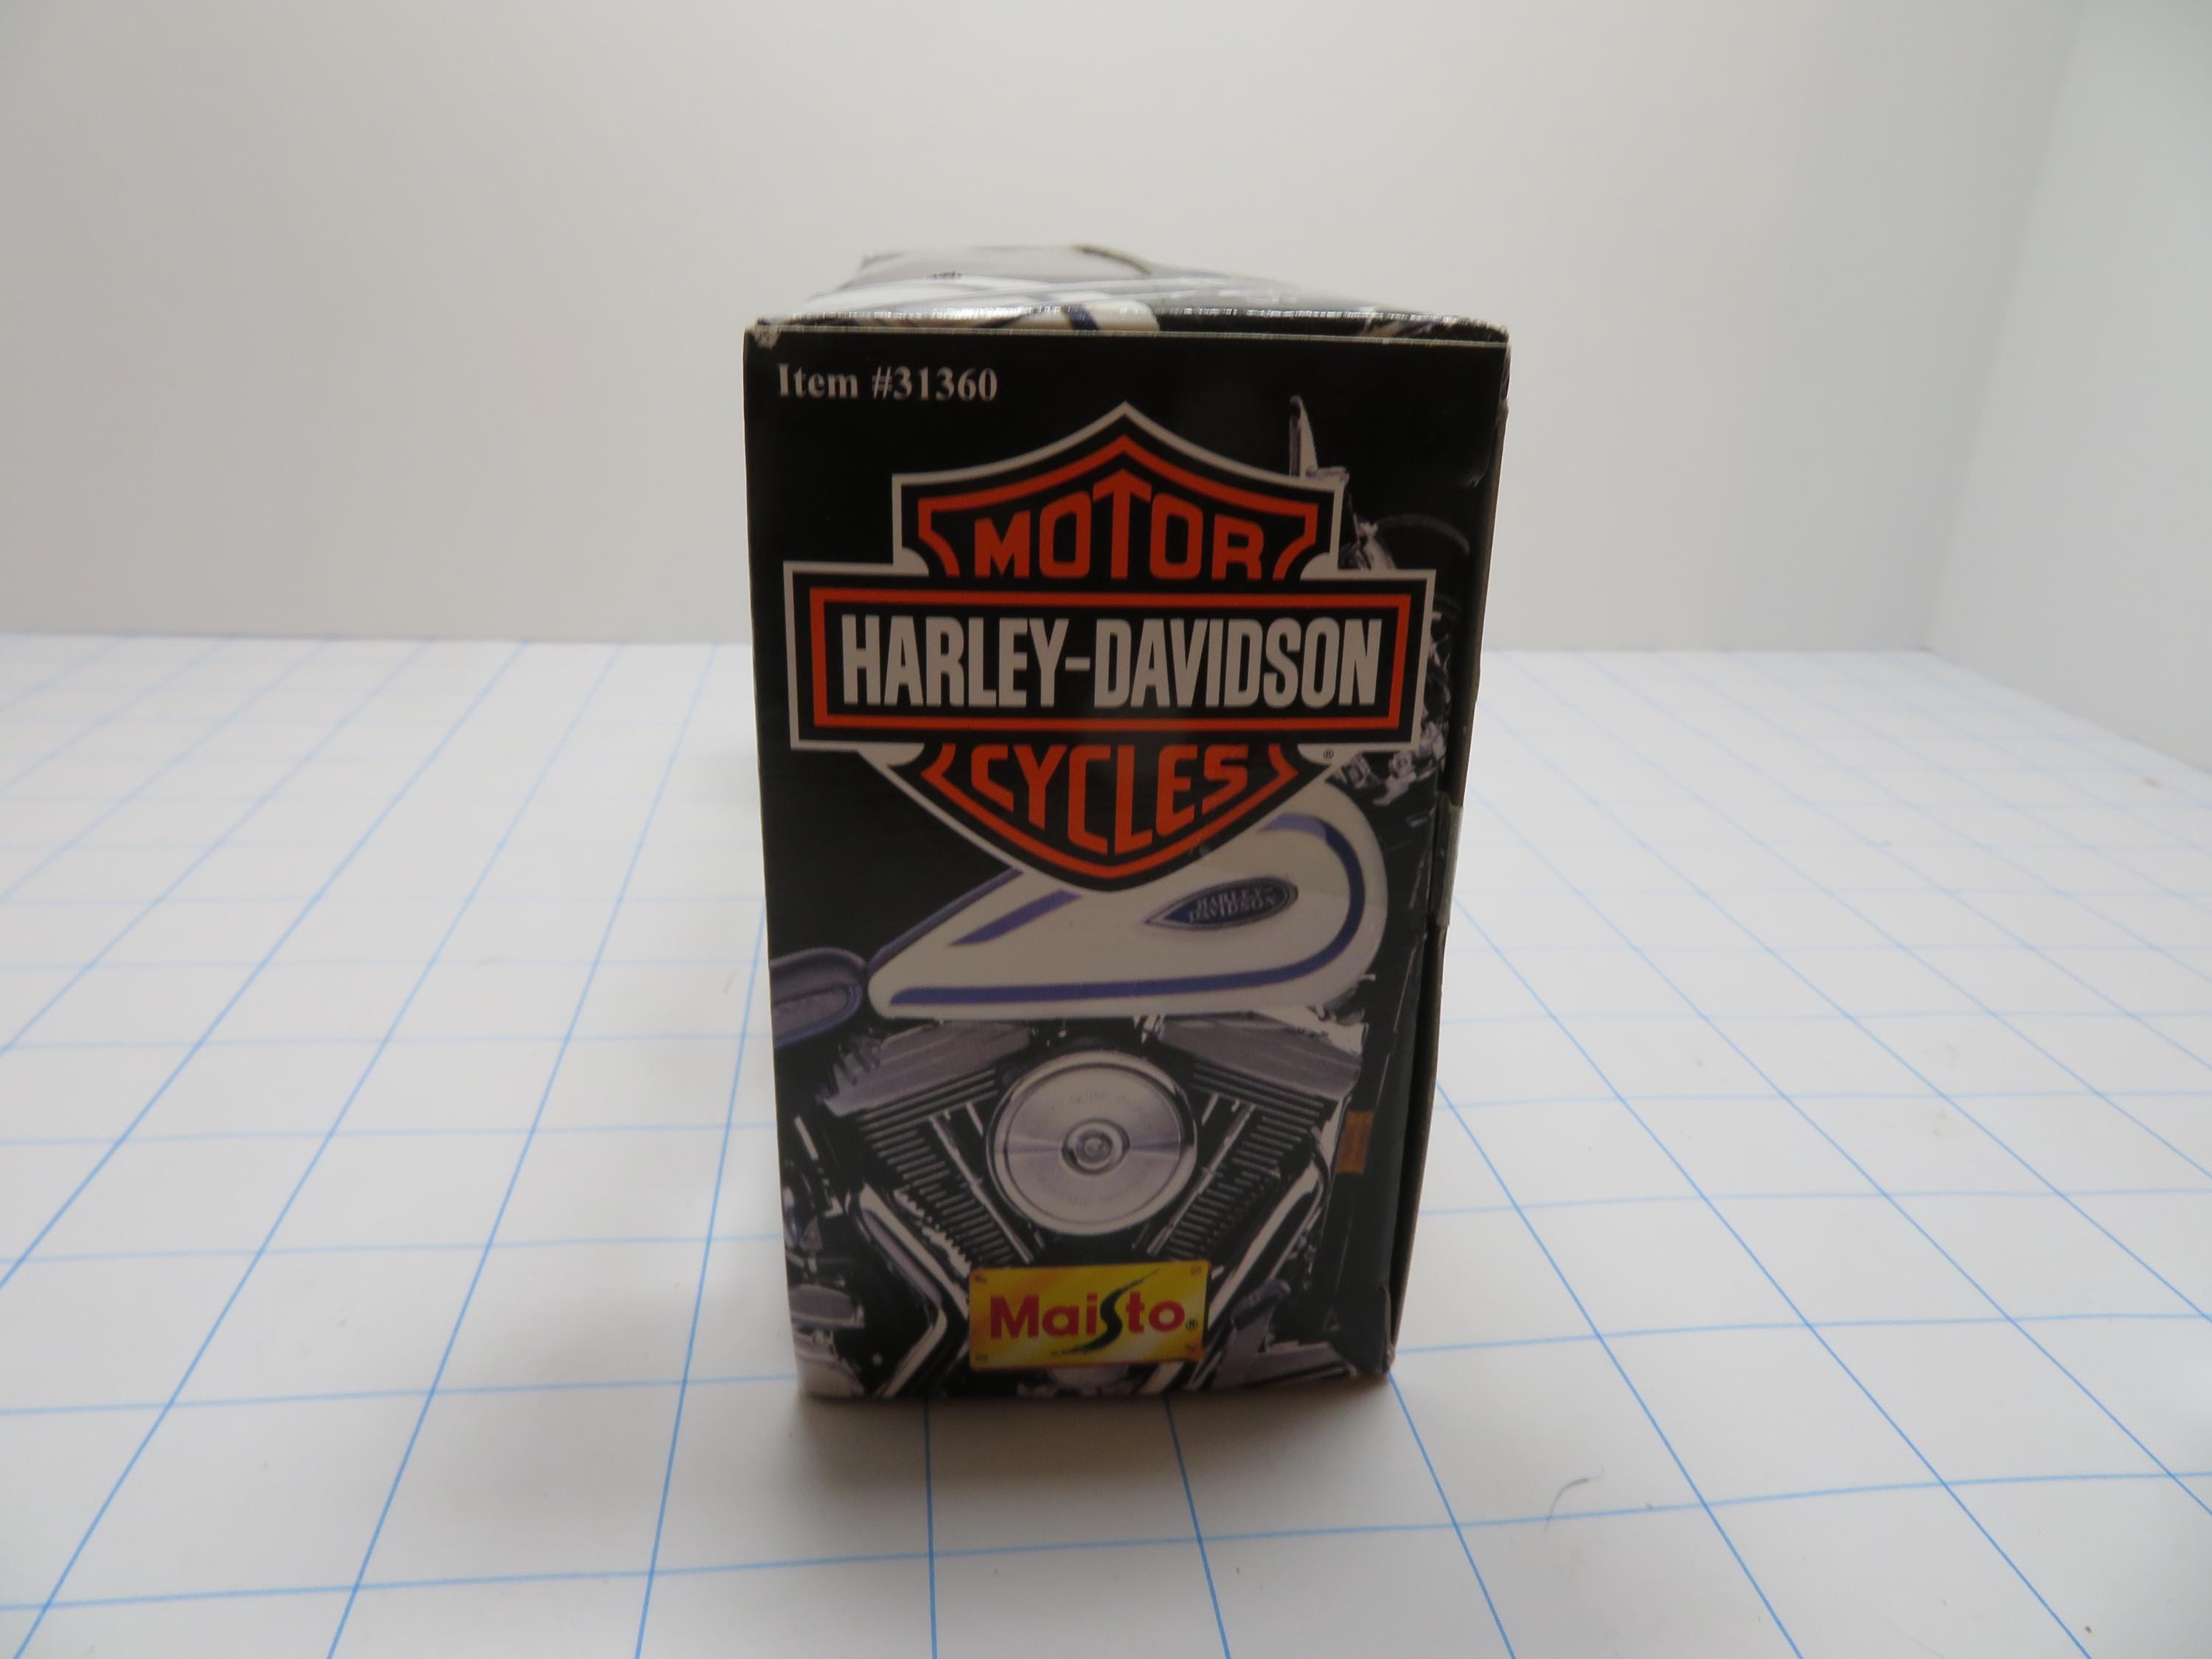 Item #31360
MOTOR
HARLEY-DAVIDSON
CYCLES
®
HARLEY-
DAVIDSON
Maisto®